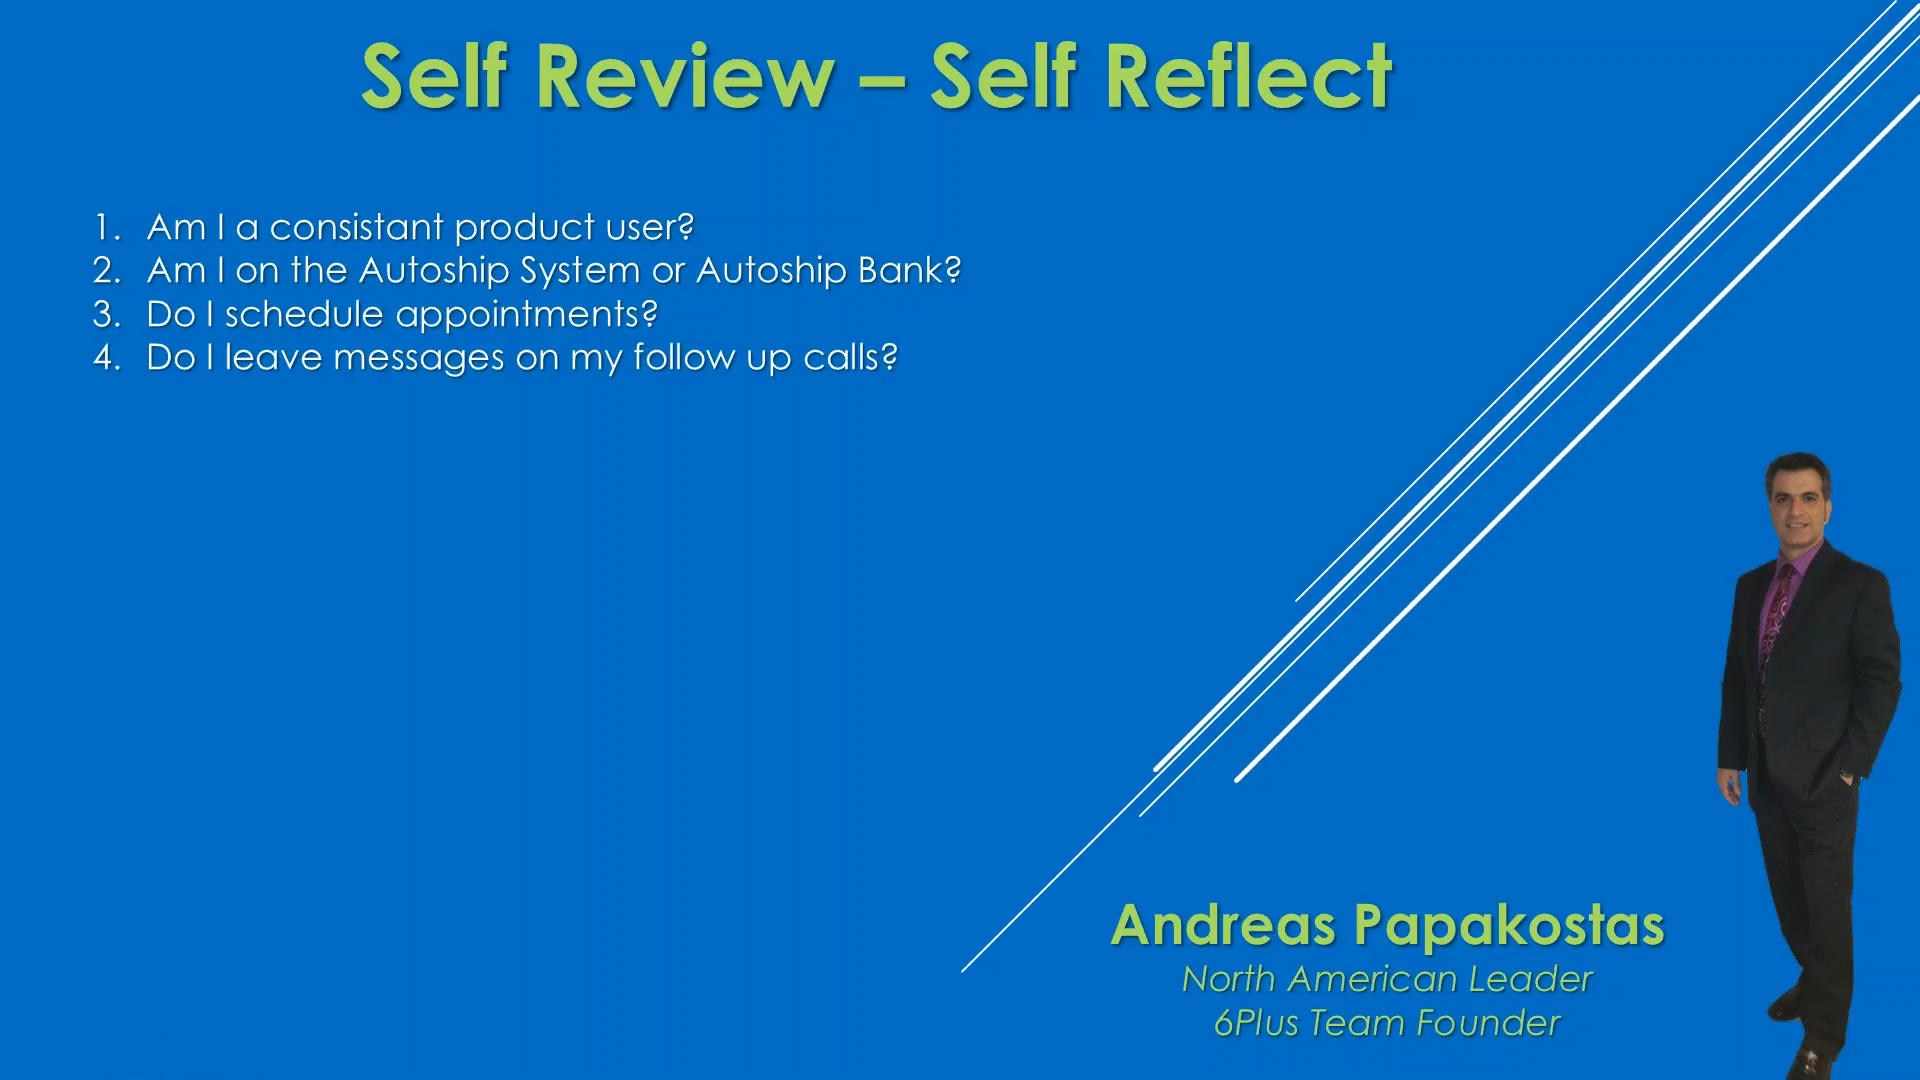 Self Review – Self Reflect
1. Am I a consistant product user?
2. Am I on the Autoship System or Autoship Bank?
3. Do I schedule appointments?
4. Do I leave messages on my follow up calls?
Andreas Papakostas
North American Leader
6Plus Team Founder